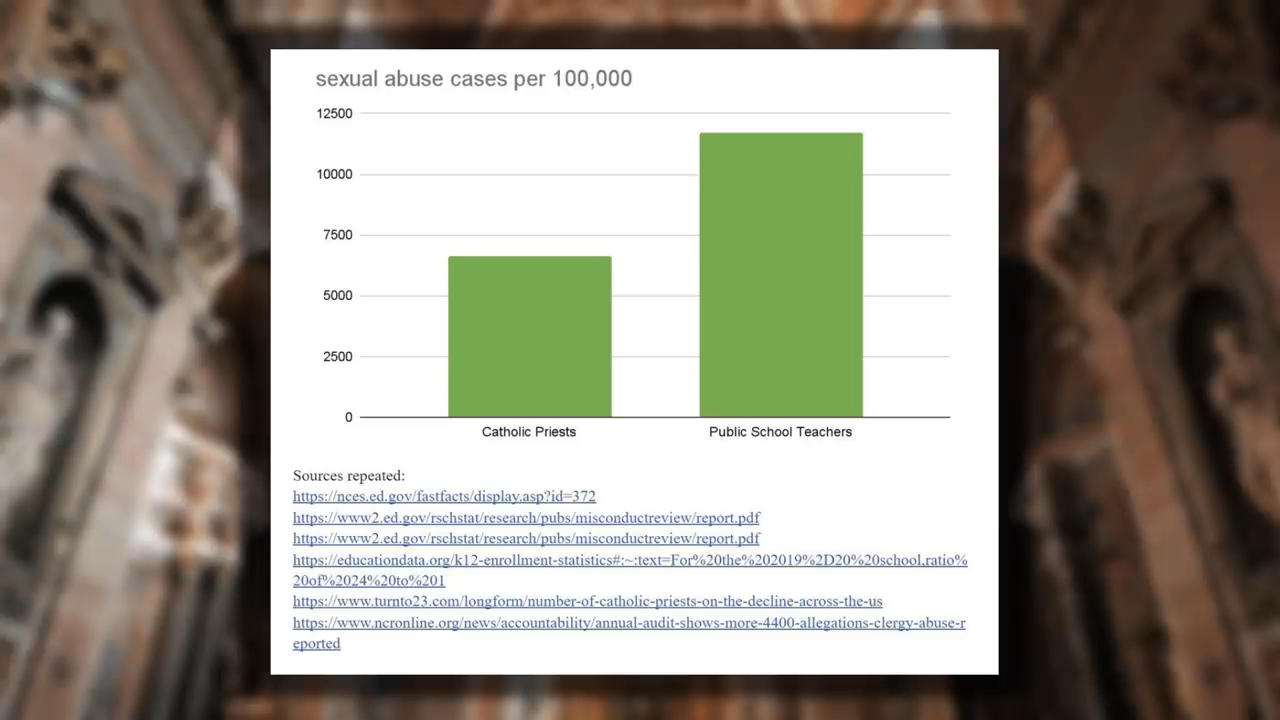 sexual abuse cases per 100,000
12500
10000
7500
5000
2500
0
Catholic Priests
Public School Teachers
Sources repeated:
https://nces.ed.gov/fastfacts/display.asp?id=372
https://www2.ed.gov/rschstat/research/pubs/misconductreview/report.pdf
https://www2.ed.gov/rschstat/research/pubs/misconductreview/report.pdf
https://educationdata.org/k12-enrollment-statistics#:~:text=For%20the%202019%2D20%20school,ratio%
20of%2024%20to%201
https://www.turnto23.com/longform/number-of-catholic-priests-on-the-decline-across-the-us
https://www.ncronline.org/news/accountability/annual-audit-shows-more-4400-allegations-clergy-abuse-r
eported